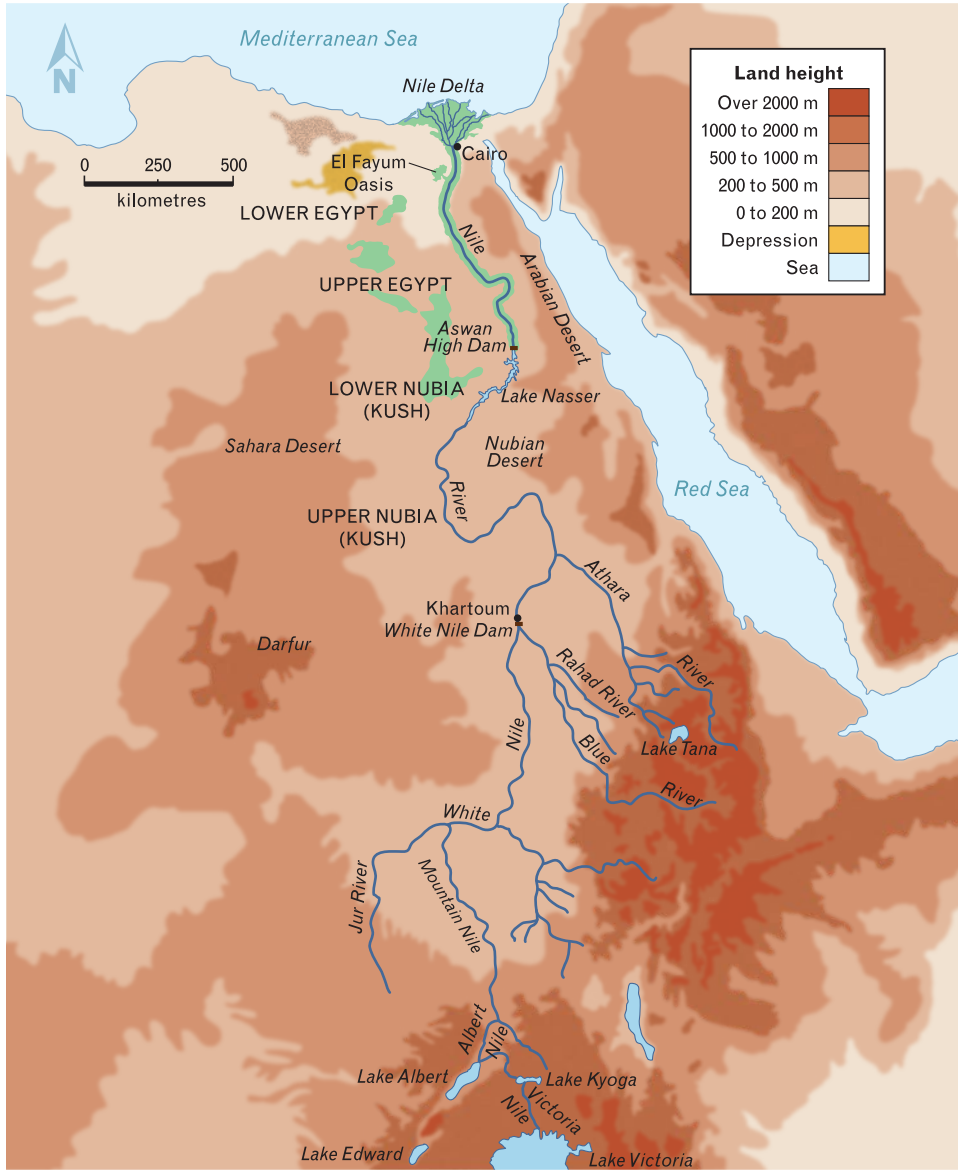 Mediterranean Sea
N
Nile Delta
Land height
Over 2000 m
1000 to 2000 m
500 to 1000 m
200 to 500 m
0 to 200 m
Depression
Sea
0 250 500
kilometres
Cairo
El Fayum
Oasis
LOWER EGYPT
Nile
UPPER EGYPT
Arabian Desert
Aswan
High Dam
LOWER NUBIA
(KUSH)
Lake Nasser
Sahara Desert
Nubian
Desert
Red Sea
River
UPPER NUBIA
(KUSH)
Athara
Khartoum
White Nile Dam
Darfur
Rahad River
River
Nile
Blue
Lake Tana
River
White
Jur River
Mountain Nile
Albert
Nile
Lake Albert
Lake Kyoga
Victoria
Nile
Lake Edward
Lake Victoria